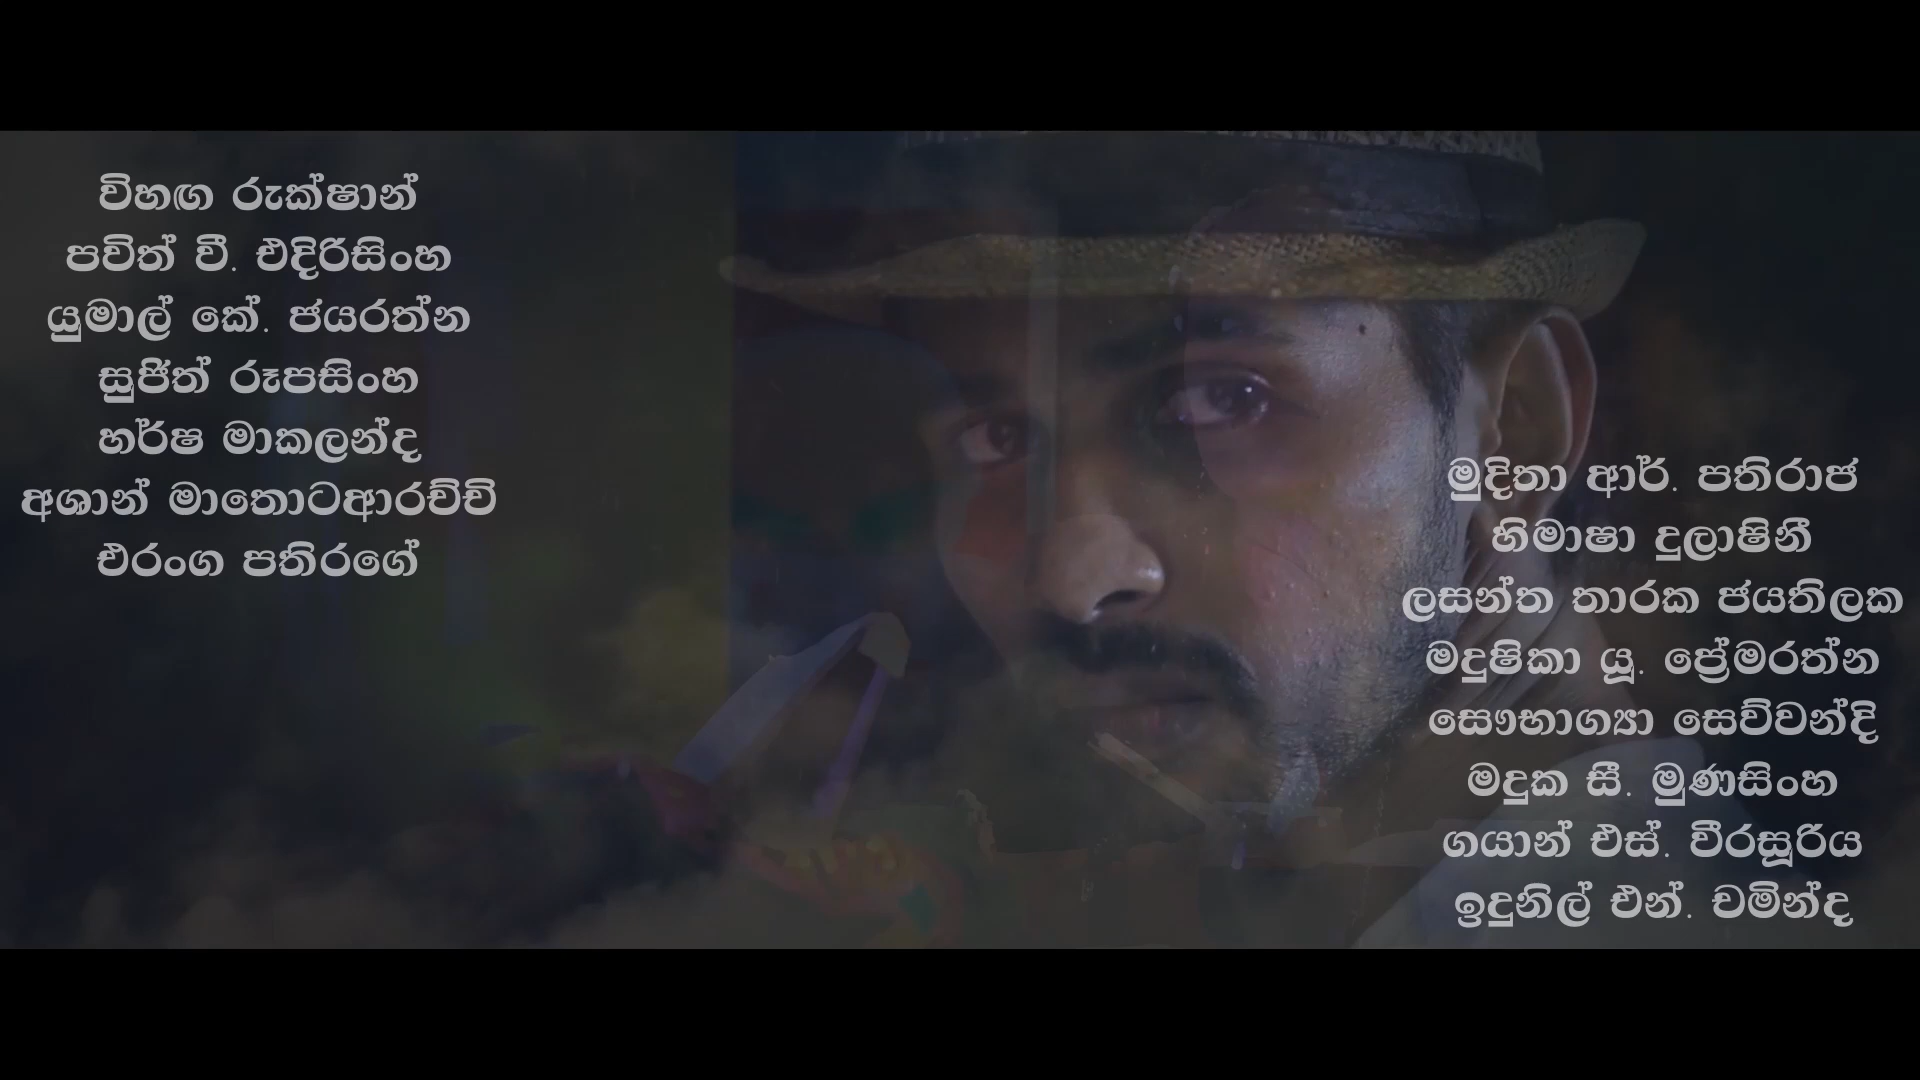 විහඟ රුක්ෂාන්
පවිත් වී. එදිරිසිංහ
යුමාල් කේ. ජයරත්න
සුජිත් රූපසිංහ
හර්ෂ මාකලන්ද
අශාන් මාතොටආරච්චි
එරංග පතිරගේ
මුදිතා ආර්. පතිරාජ
හිමාෂා දුලාෂිනී
ලසන්ත තාරක ජයතිලක
මදුෂිකා යූ. ප්‍රේමරත්න
සෞභාග්‍යා සෙව්වන්දි
මදුක සී. මුණසිංහ
ගයාන් එස්. වීරසූරිය
ඉදුනිල් එන්. චමින්ද